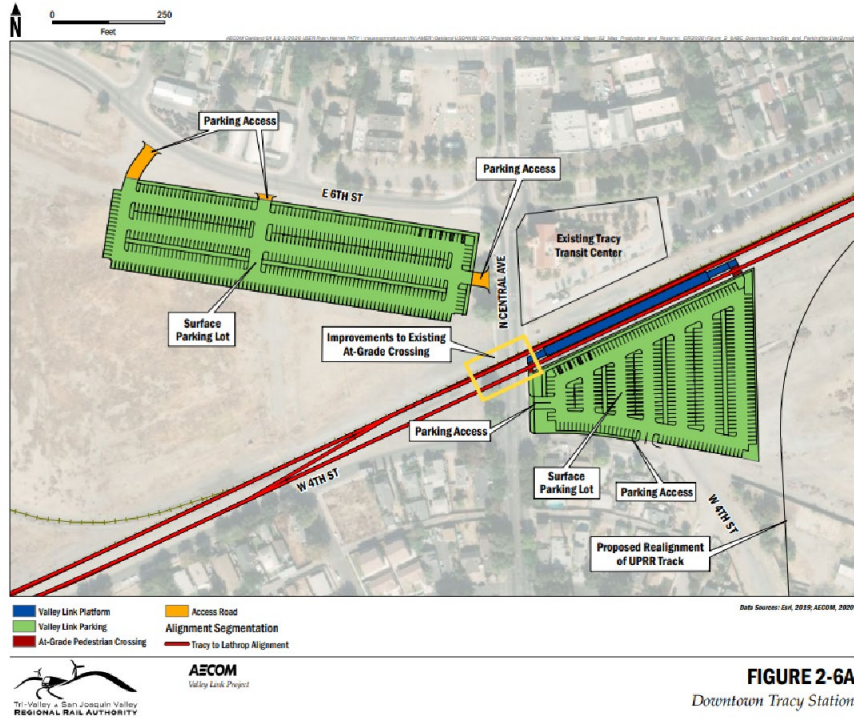 N
0 250
Feet
Parking Access
Parking Access
E 6TH ST
Existing Tracy
Transit Center
N CENTRAL AVE
Surface
Parking Lot
Improvements to Existing
At-Grade Crossing
Parking Access
W 4TH ST
Surface
Parking Lot
Parking Access
W 4TH ST
Proposed Realignment
of UPRR Track
Data Sources: Esri, 2019; AECOM, 2020
Valley Link Platform
Valley Link Parking
At-Grade Pedestrian Crossing
Access Road
Alignment Segmentation
Tracy to Lathrop Alignment
Tri-Valley San Joaquin Valley
REGIONAL RAIL AUTHORITY
AECOM
Valley Link Project
FIGURE 2-6A
Downtown Tracy Station